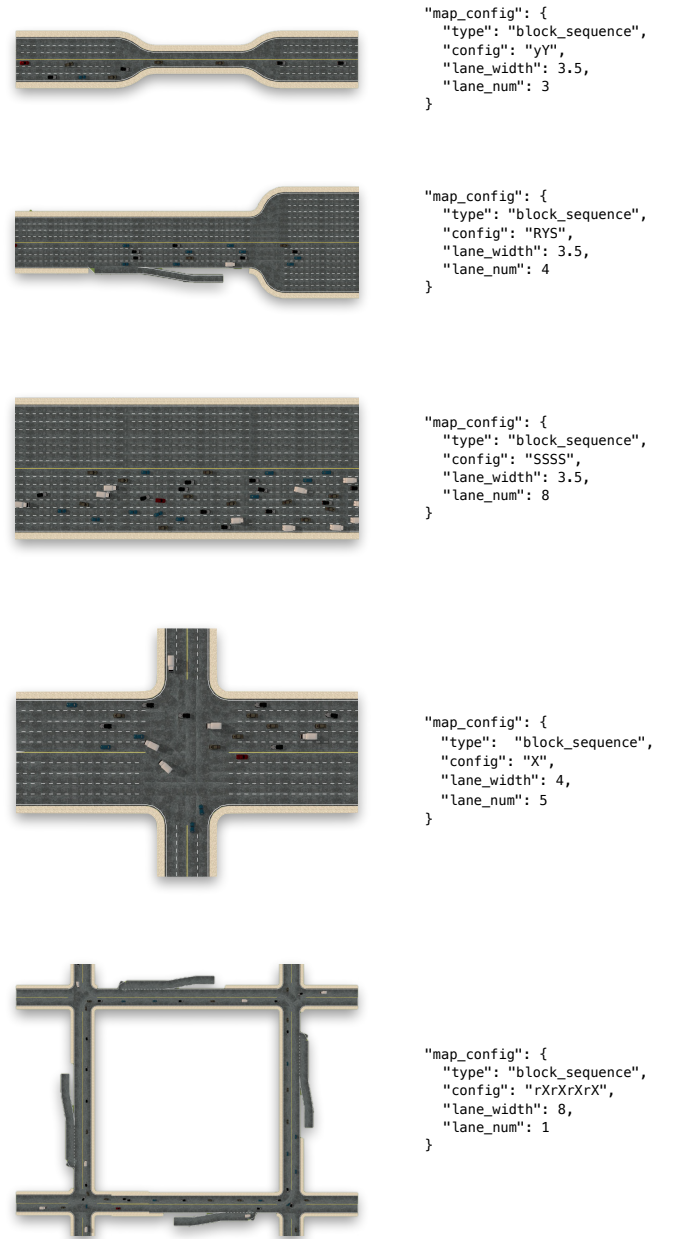 "map_config": {
"type": "block_sequence",
"config": "yY",
"lane_width": 3.5,
"lane_num": 3
}
"map_config": {
"type": "block_sequence",
"config": "RYS",
"lane_width": 3.5,
"lane_num": 4
}
"map_config": {
"type": "block_sequence",
"config": "SSSS",
"lane_width": 3.5,
"lane_num": 8
}
"map_config": {
"type":  "block_sequence",
"config": "X",
"lane_width": 4,
"lane_num": 5
}
"map_config": {
"type": "block_sequence",
"config": "rXrXrXrX",
"lane_width": 8,
"lane_num": 1
}